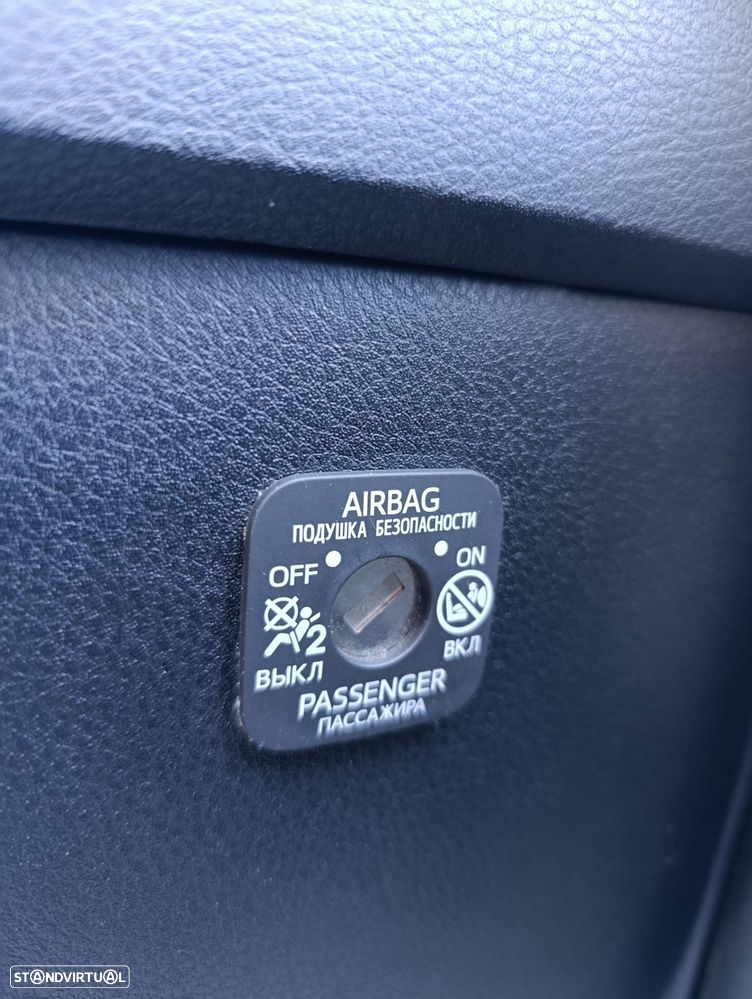 AIRBAG
ПОДУШКА БЕЗОПАСНОСТИ
OFF
ON
2
ВЫКЛ
ВКЛ
PASSENGER
ПАССАЖИРА
STANDVIRTUAL